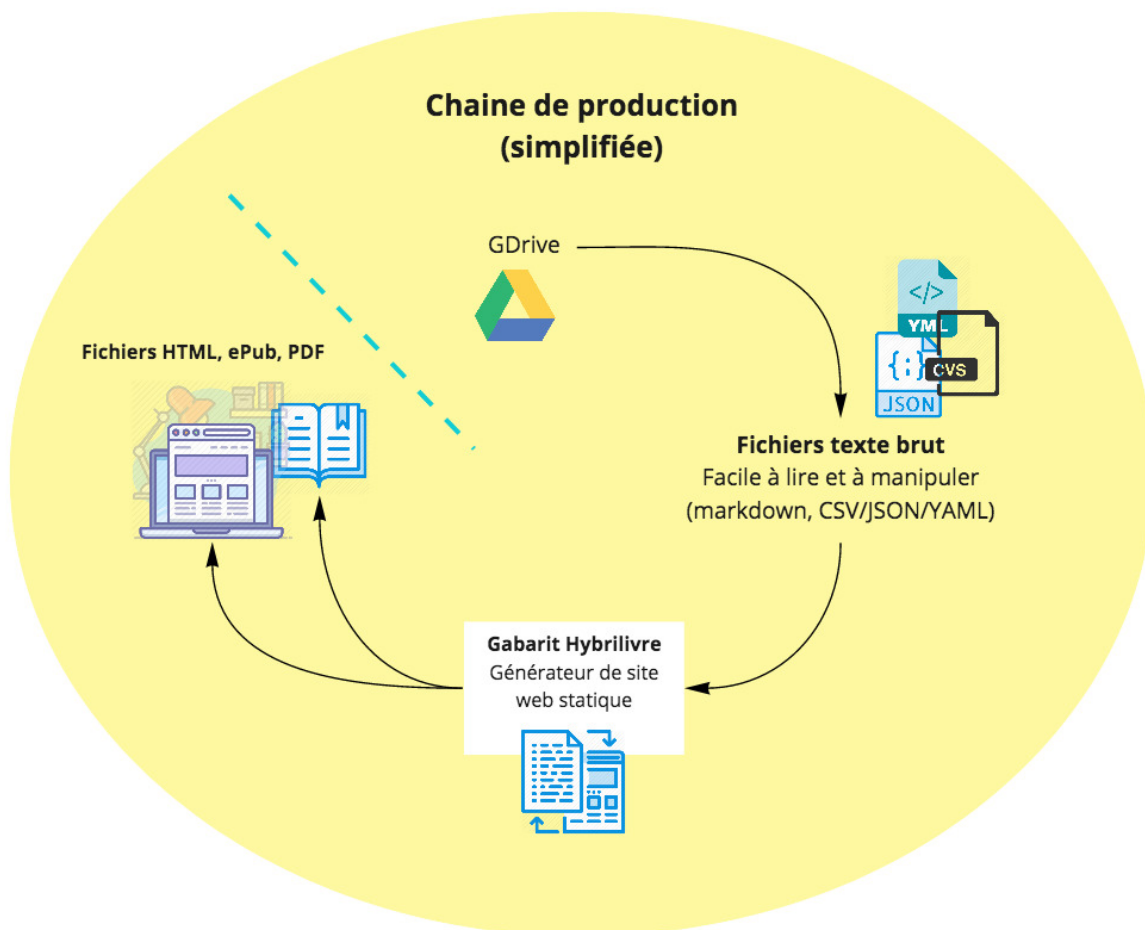 Chaine de production
(simplifiée)
GDrive
</>
YML
{;}
CVS
JSON
Fichiers HTML, ePub, PDF
Fichiers texte brut
Facile à lire et à manipuler
(markdown, CSV/JSON/YAML)
Gabarit Hybrilivre
Générateur de site
web statique